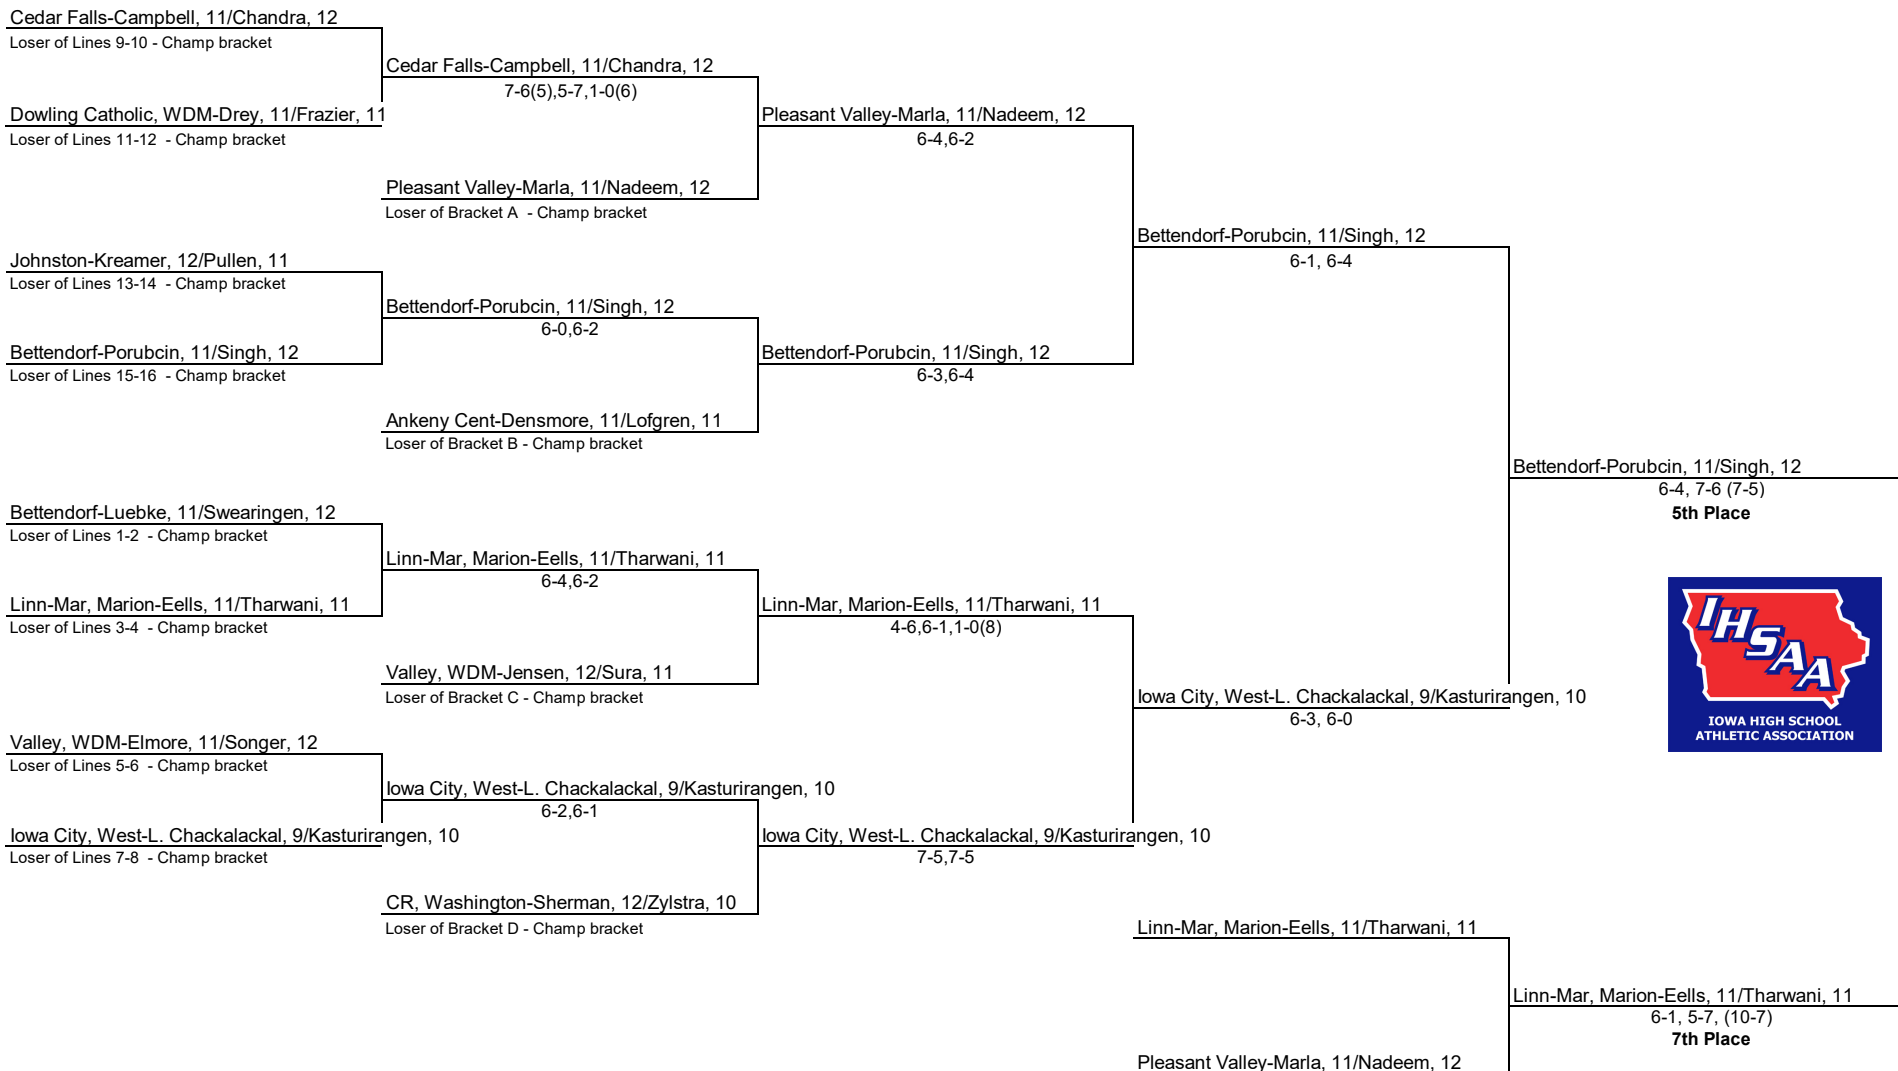 Cedar Falls-Campbell, 11/Chandra, 12
Loser of Lines 9-10 - Champ bracket
Cedar Falls-Campbell, 11/Chandra, 12
7-6(5),5-7,1-0(6)
Dowling Catholic, WDM-Drey, 11/Frazier, 11
Loser of Lines 11-12  - Champ bracket
Pleasant Valley-Marla, 11/Nadeem, 12
6-4,6-2
Pleasant Valley-Marla, 11/Nadeem, 12
Loser of Bracket A  - Champ bracket
Bettendorf-Porubcin, 11/Singh, 12
6-1, 6-4
Johnston-Kreamer, 12/Pullen, 11
Loser of Lines 13-14  - Champ bracket
Bettendorf-Porubcin, 11/Singh, 12
6-0,6-2
Bettendorf-Porubcin, 11/Singh, 12
Loser of Lines 15-16  - Champ bracket
Bettendorf-Porubcin, 11/Singh, 12
6-3,6-4
Ankeny Cent-Densmore, 11/Lofgren, 11
Loser of Bracket B - Champ bracket
Bettendorf-Porubcin, 11/Singh, 12
6-4, 7-6 (7-5)
5th Place
Bettendorf-Luebke, 11/Swearingen, 12
Loser of Lines 1-2  - Champ bracket
Linn-Mar, Marion-Eells, 11/Tharwani, 11
6-4,6-2
Linn-Mar, Marion-Eells, 11/Tharwani, 11
Loser of Lines 3-4  - Champ bracket
Linn-Mar, Marion-Eells, 11/Tharwani, 11
4-6,6-1,1-0(8)
Valley, WDM-Jensen, 12/Sura, 11
Loser of Bracket C - Champ bracket
IHSAA
IOWA HIGH SCHOOL
ATHLETIC ASSOCIATION
Iowa City, West-L. Chackalackal, 9/Kasturirangen, 10
6-3, 6-0
Valley, WDM-Elmore, 11/Songer, 12
Loser of Lines 5-6  - Champ bracket
Iowa City, West-L. Chackalackal, 9/Kasturirangen, 10
6-2,6-1
Iowa City, West-L. Chackalackal, 9/Kasturirangen, 10
Loser of Lines 7-8  - Champ bracket
Iowa City, West-L. Chackalackal, 9/Kasturirangen, 10
7-5,7-5
CR, Washington-Sherman, 12/Zylstra, 10
Loser of Bracket D - Champ bracket
Linn-Mar, Marion-Eells, 11/Tharwani, 11
Linn-Mar, Marion-Eells, 11/Tharwani, 11
6-1, 5-7, (10-7)
7th Place
Pleasant Valley-Marla, 11/Nadeem, 12